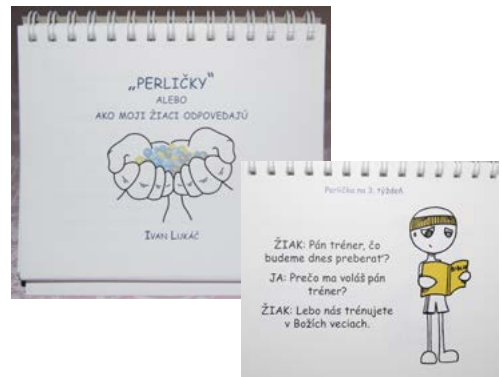 „PERLIČKY“
ALEBO
AKO MOJI ŽIACI ODPOVEDAJÚ
IVAN LUKÁČ
Perlička na 3. týždeň
ŽIAK: Pán tréner, čo
budeme dnes preberať?
JA: Prečo ma voláš pán
tréner?
ŽIAK: Lebo nás trénujete
v Božích veciach.
BIBLIA